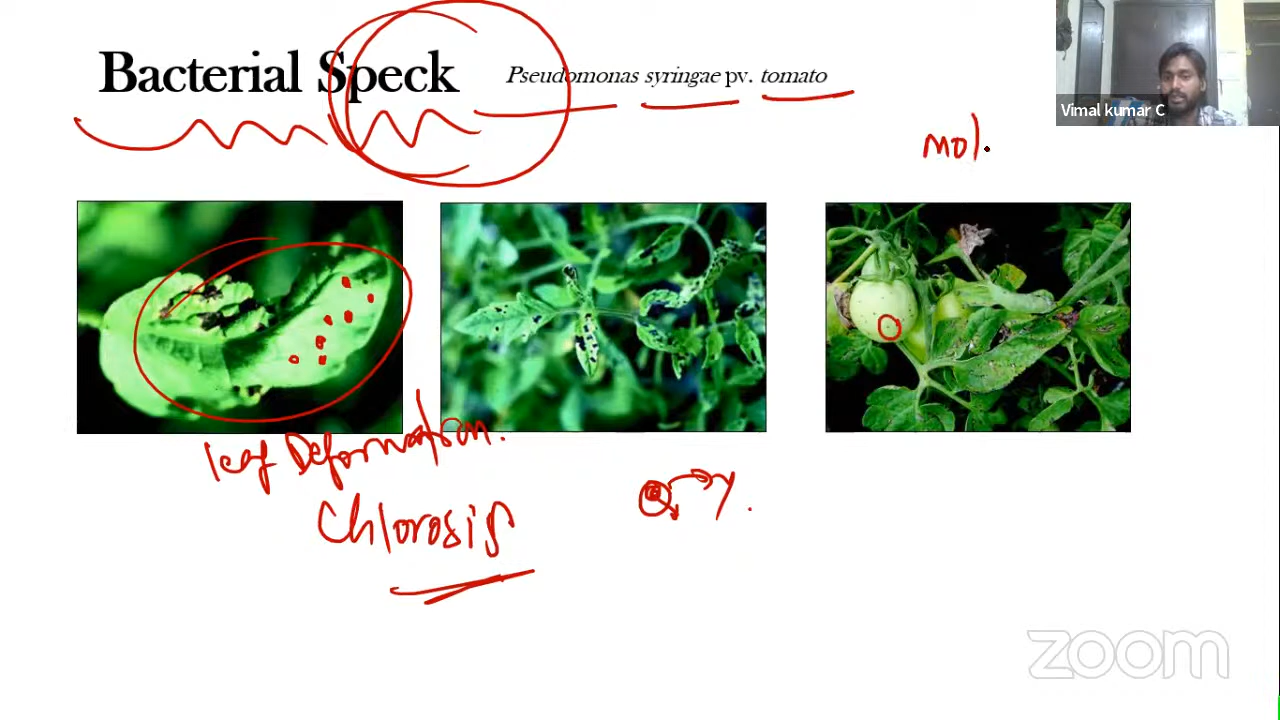 Bacterial Speck
Pseudomonas syringae pv. tomato
Vimal kumar C
mol.
leaf Deformation.
Chlorosis
zoom